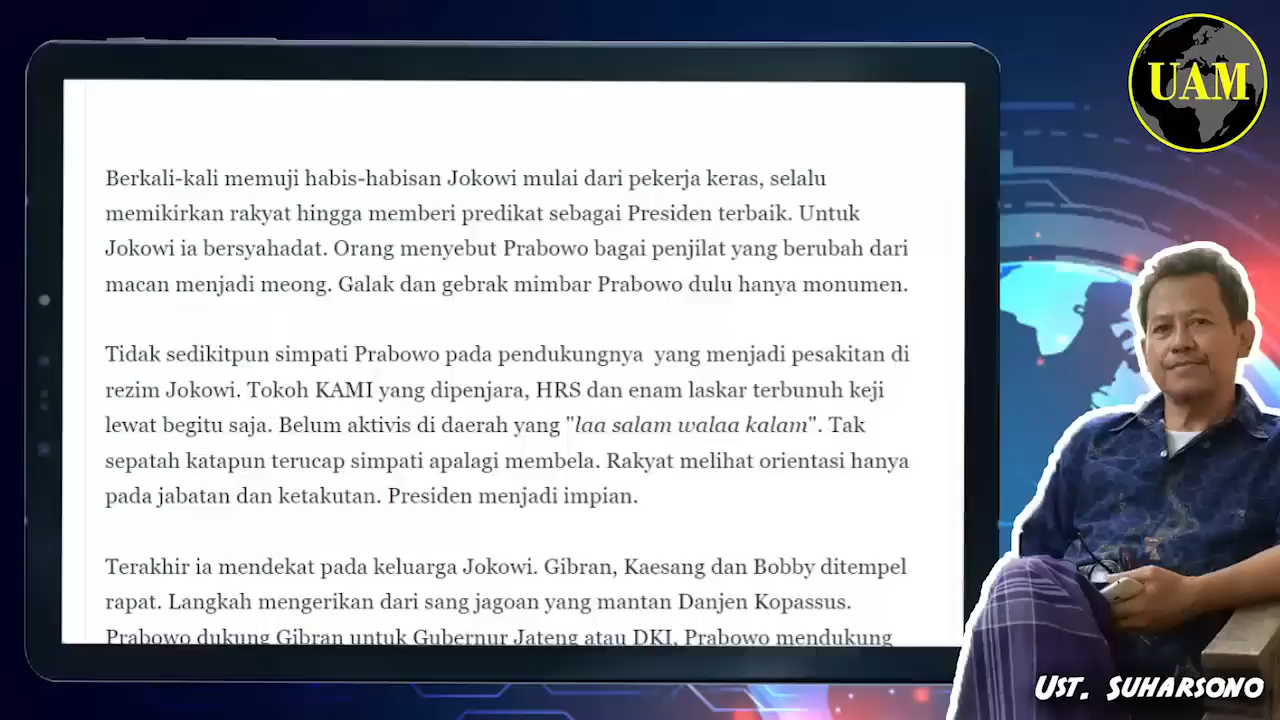 Berkali-kali memuji habis-habisan Jokowi mulai dari pekerja keras, selalu
memikirkan rakyat hingga memberi predikat sebagai Presiden terbaik. Untuk
Jokowi ia bersyahadat. Orang menyebut Prabowo bagai penjilat yang berubah dari
macan menjadi meong. Galak dan gebrak mimbar Prabowo dulu hanya monumen.
Tidak sedikitpun simpati Prabowo pada pendukungnya yang menjadi pesakitan di
rezim Jokowi. Tokoh KAMI yang dipenjara, HRS dan enam laskar terbunuh keji
lewat begitu saja. Belum aktivis di daerah yang "laa salam walaa kalam". Tak
sepatah katapun terucap simpati apalagi membela. Rakyat melihat orientasi hanya
pada jabatan dan ketakutan. Presiden menjadi impian.
Terakhir ia mendekat pada keluarga Jokowi. Gibran, Kaesang dan Bobby ditempel
rapat. Langkah mengerikan dari sang jagoan yang mantan Danjen Kopassus.
Prabowo dukung Gibran untuk Gubernur Jateng atau DKI, Prabowo mendukung
UAM
Ust. Suharsono